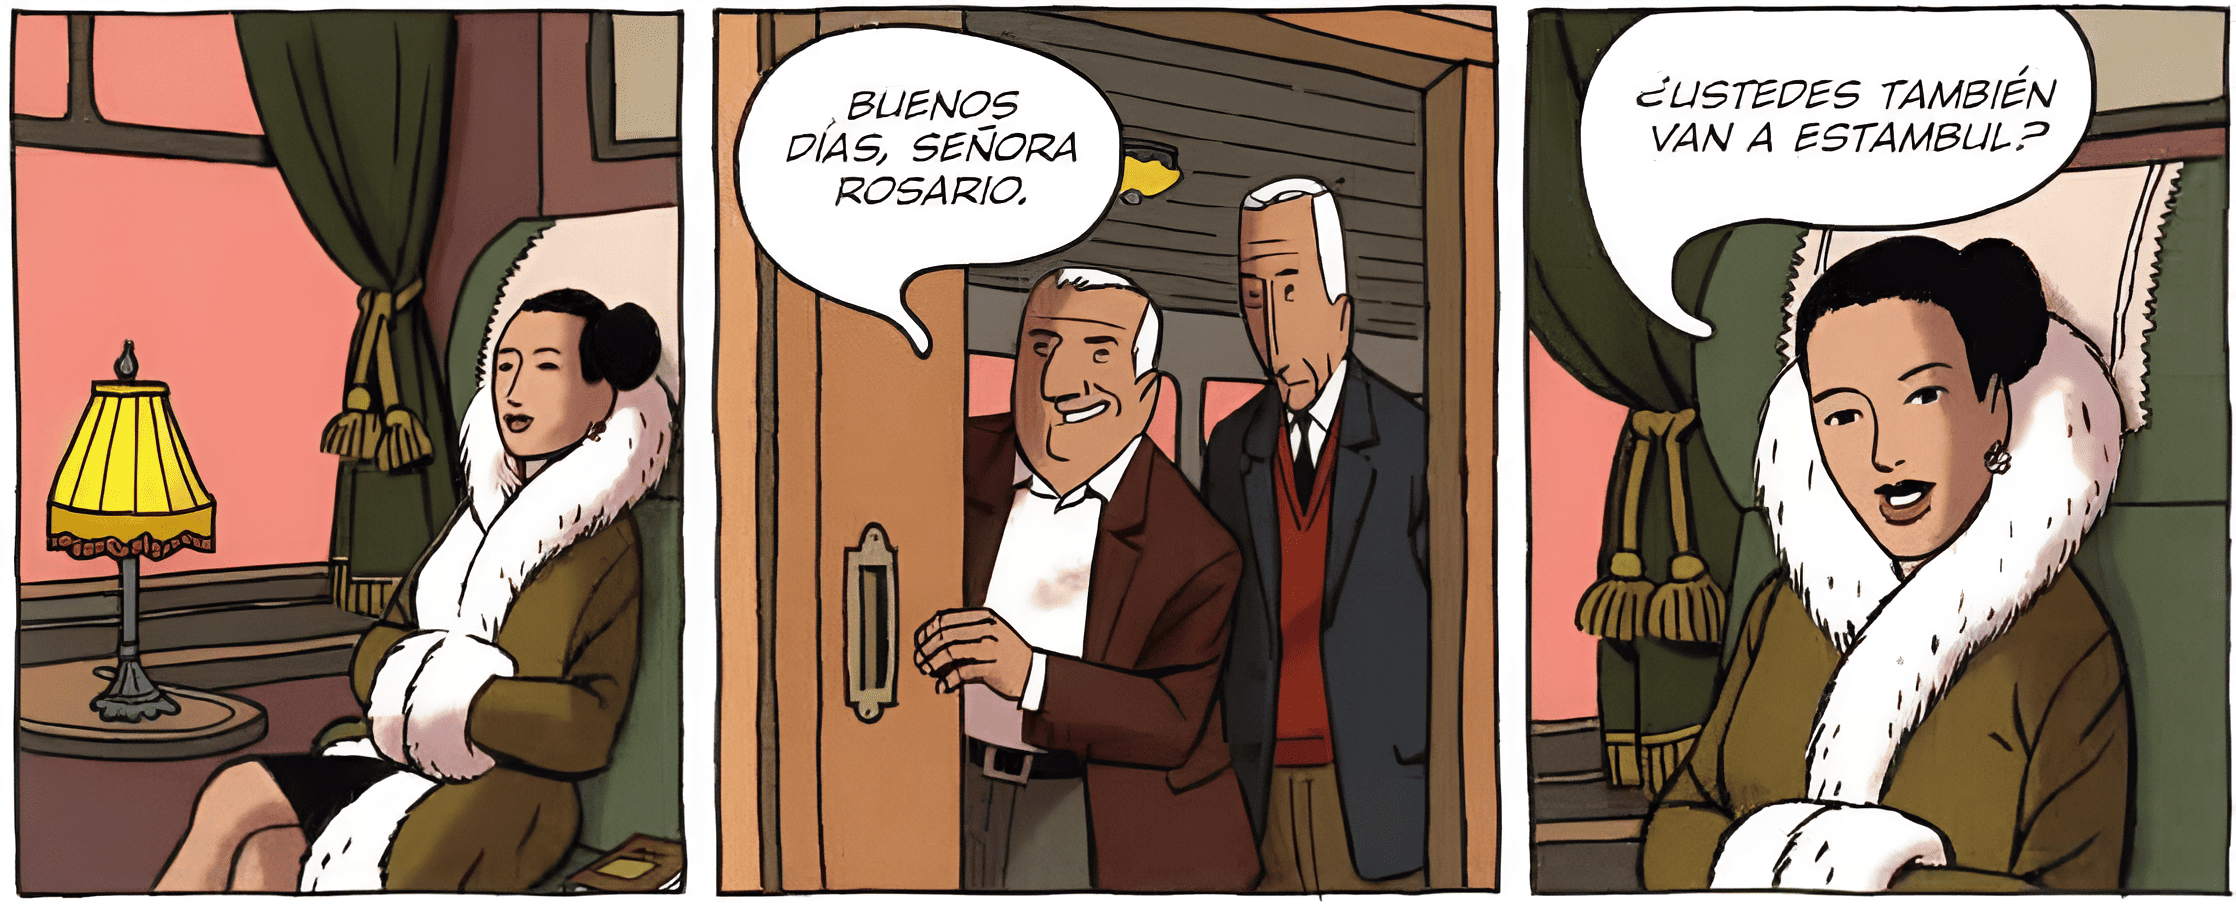 BUENOS
DÍAS, SEÑORA
ROSARIO.
¿USTEDES TAMBIÉN
VAN A ESTAMBUL?